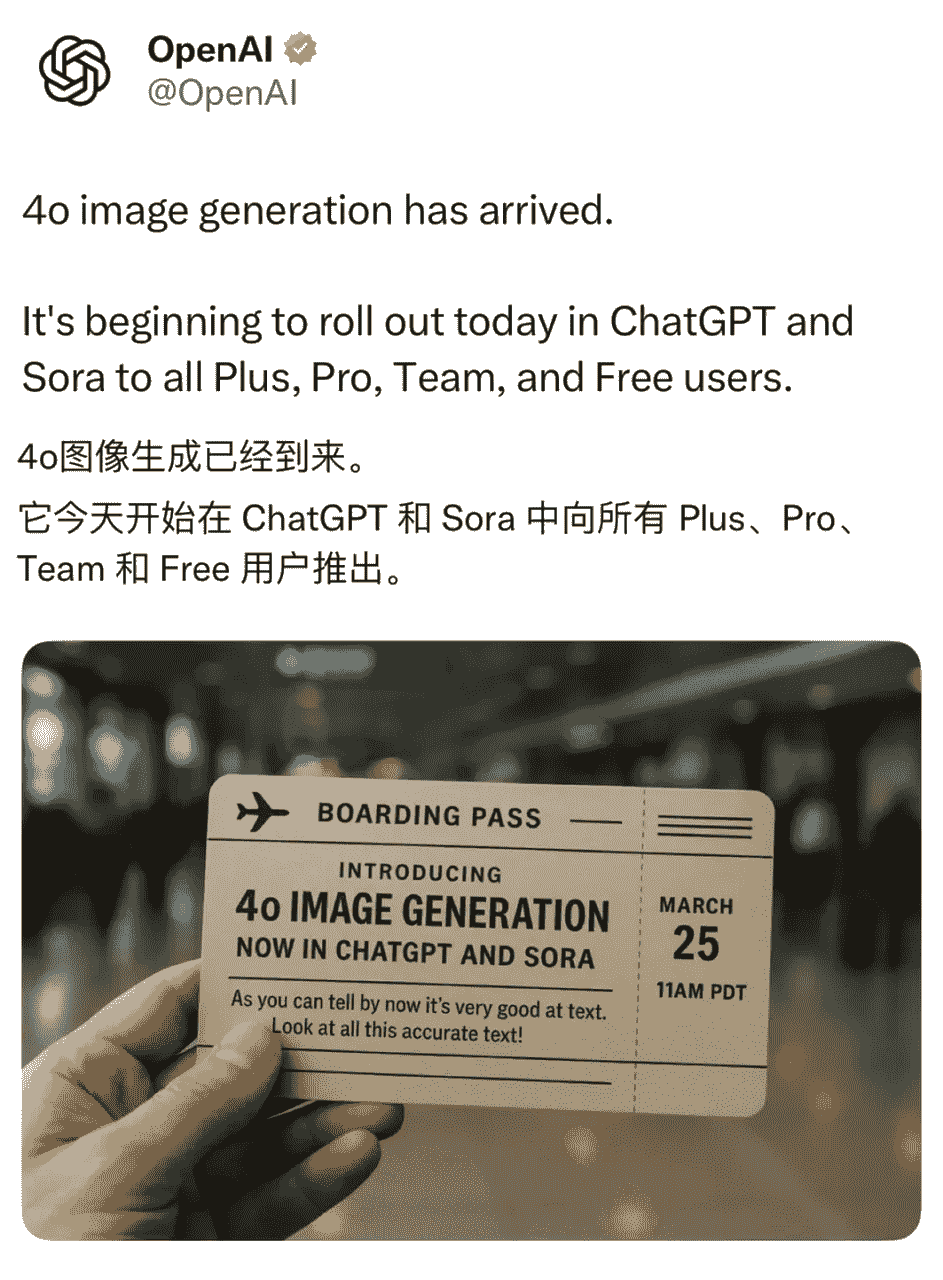 OpenAI
@OpenAI
4o image generation has arrived.
It's beginning to roll out today in ChatGPT and
Sora to all Plus, Pro, Team, and Free users.
4o图像生成已经到来。
它今天开始在 ChatGPT 和 Sora 中向所有 Plus、Pro、
Team 和 Free 用户推出。
BOARDING PASS
INTRODUCING
4o IMAGE GENERATION
NOW IN CHATGPT AND SORA
As you can tell by now it's very good at text.
Look at all this accurate text!
MARCH
25
11AM PDT